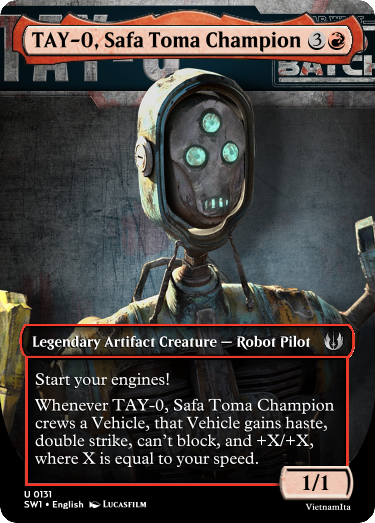 TAY-0, Safa Toma Champion 3
TAY-0
BATCH
Legendary Artifact Creature — Robot Pilot
Start your engines!
Whenever TAY-0, Safa Toma Champion
crews a Vehicle, that Vehicle gains haste,
double strike, can't block, and +X/+X,
where X is equal to your speed.
1/1
U 0131
SW1 • English LUCASFILM
VietnamIta